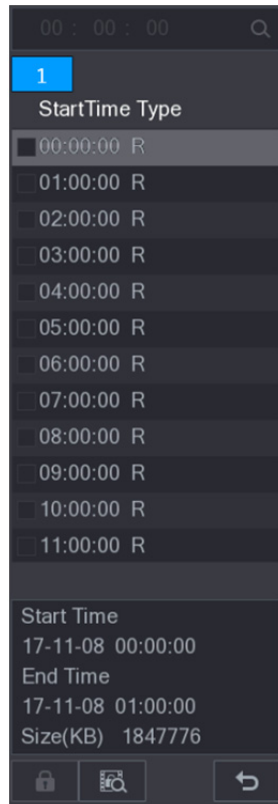 00 : 00 : 00
1
StartTime Type
00:00:00 R
01:00:00 R
02:00:00 R
03:00:00 R
04:00:00 R
05:00:00 R
06:00:00 R
07:00:00 R
08:00:00 R
09:00:00 R
10:00:00 R
11:00:00 R
Start Time
17-11-08 00:00:00
End Time
17-11-08 01:00:00
Size(KB) 1847776